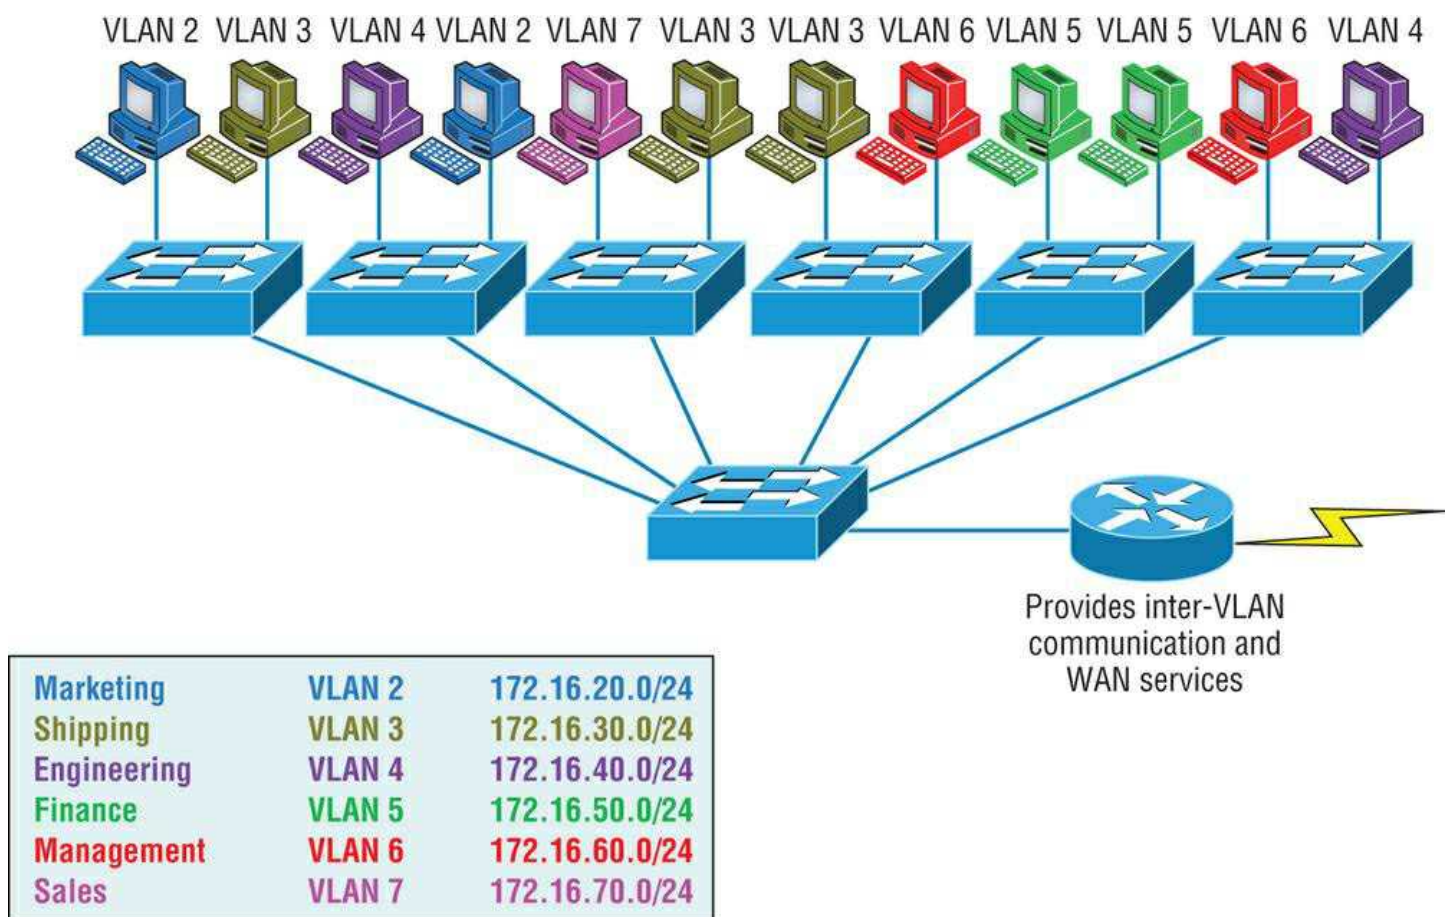 VLAN 2 VLAN 3 VLAN 4 VLAN 2 VLAN 7 VLAN 3 VLAN 3 VLAN 6 VLAN 5 VLAN 5 VLAN 6 VLAN 4
Provides inter-VLAN
communication and
WAN services
Marketing VLAN 2 172.16.20.0/24
Shipping VLAN 3 172.16.30.0/24
Engineering VLAN 4 172.16.40.0/24
Finance VLAN 5 172.16.50.0/24
Management VLAN 6 172.16.60.0/24
Sales VLAN 7 172.16.70.0/24